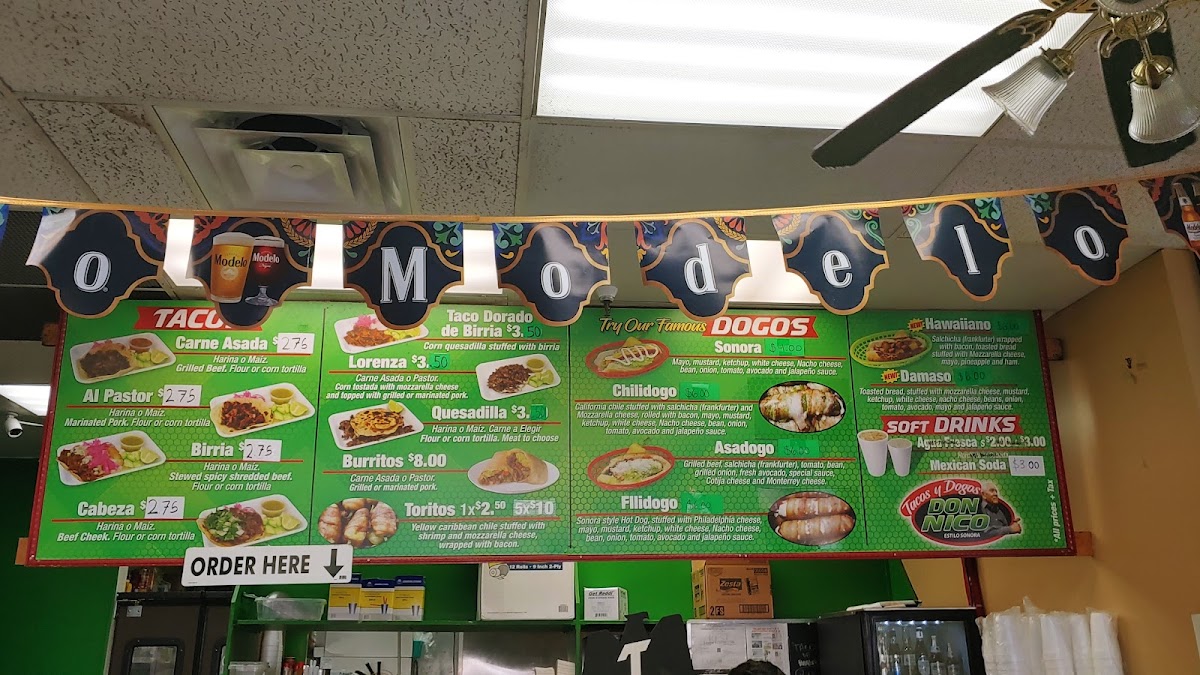 o Modelo
Modelo
Modelo
TACOS
Carne Asada $2.75
Harina o Maíz.
Grilled Beef. Flour or corn tortilla
Al Pastor $2.75
Harina o Maíz.
Marinated Pork. Flour or corn tortilla
Birria $2.75
Harina o Maíz.
Stewed spicy shredded beef.
Flour or corn tortilla
Cabeza $2.75
Harina o Maíz.
Beef Cheek. Flour or corn tortilla
Taco Dorado
de Birria $3.50
Corn quesadilla stuffed with birria
Lorenza $3.50
Carne Asada o Pastor.
Corn tostada with mozzarella cheese
and topped with grilled or marinated pork.
Quesadilla $3.50
Harina o Maíz. Carne a Elegir
Flour or corn tortilla. Meat to choose
Burritos $8.00
Carne Asada o Pastor.
Grilled or marinated pork.
Toritos 1x$2.50 5x$10
Yellow caribbean chile stuffed with
shrimp and mozzarella cheese,
wrapped with bacon.
Try Our Famous DOGOS
Sonora
Mayo, mustard, ketchup, white cheese, Nacho cheese,
bean, onion, tomato, avocado and jalapeño sauce.
Chilidogo
California chile stuffed with salchicha (frankfurter) and
Mozzarella cheese, rolled with bacon, mayo, mustard,
ketchup, white cheese, Nacho cheese, bean, onion,
tomato, avocado and jalapeño sauce.
Asadogo
Grilled beef, salchicha (frankfurter), tomato, bean,
grilled onion, fresh avocado, special sauce,
Cotija cheese and Monterrey cheese.
Fllidogo
Sonora style Hot Dog, stuffed with Philadelphia cheese,
mayo, mustard, ketchup, white cheese, Nacho cheese,
bean, onion, tomato, avocado and jalapeño sauce.
NEW! Hawaiiano
Salchicha (frankfurter) wrapped
with bacon, toasted bread
stuffed with Mozzarella cheese,
mayo, pineapple and ham.
NEW! Damaso
Toasted bread, stuffed with mozzarella cheese, mustard,
ketchup, white cheese, nacho cheese, beans, onion,
tomato, avocado, mayo and jalapeño sauce.
SOFT DRINKS
Agua Fresca s $2.00 - L $3.00
Mexican Soda $3.00
Tacos y Dogos
DON
NICO
ESTILO SONORA
*All prices + Tax
ORDER HERE
12 Rolls - 9 Inch 2-Ply
Get Reddi
Zesta
2FS